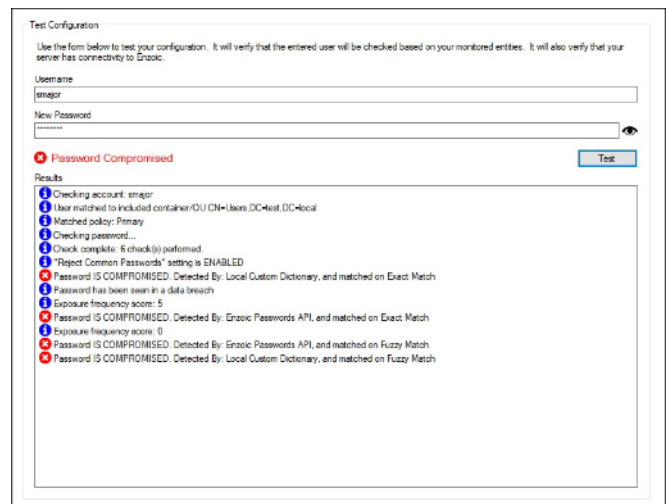 Test Configuration
Use the form below to test your configuration. It will verify that the entered user will be checked based on your monitored entities. It will also verify that your
server has connectivity to Enzoic.
Username
smajor
New Password
********
Password Compromised
Test
Results
Checking account: smajor
User matched to included container/OU CN=Users,DC=test,DC=local
Matched policy: Primary
Checking password...
Check complete: 6 check(s) performed.
"Reject Common Passwords" setting is ENABLED
Password IS COMPROMISED. Detected By: Local Custom Dictionary, and matched on Exact Match
Password has been seen in a data breach
Exposure frequency score: 5
Password IS COMPROMISED. Detected By: Enzoic Passwords API, and matched on Exact Match
Exposure frequency score: 0
Password IS COMPROMISED. Detected By: Enzoic Passwords API, and matched on Fuzzy Match
Password IS COMPROMISED. Detected By: Local Custom Dictionary, and matched on Fuzzy Match